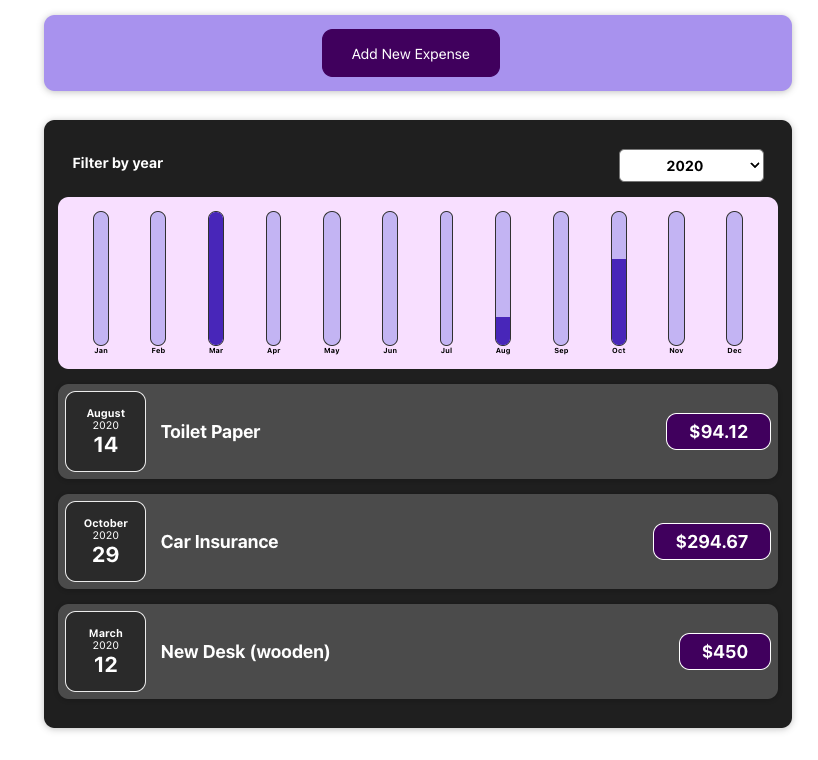 Add New Expense
Filter by year
2020
Jan Feb Mar Apr May Jun Jul Aug Sep Oct Nov Dec
August
2020
14
Toilet Paper
$94.12
October
2020
29
Car Insurance
$294.67
March
2020
12
New Desk (wooden)
$450